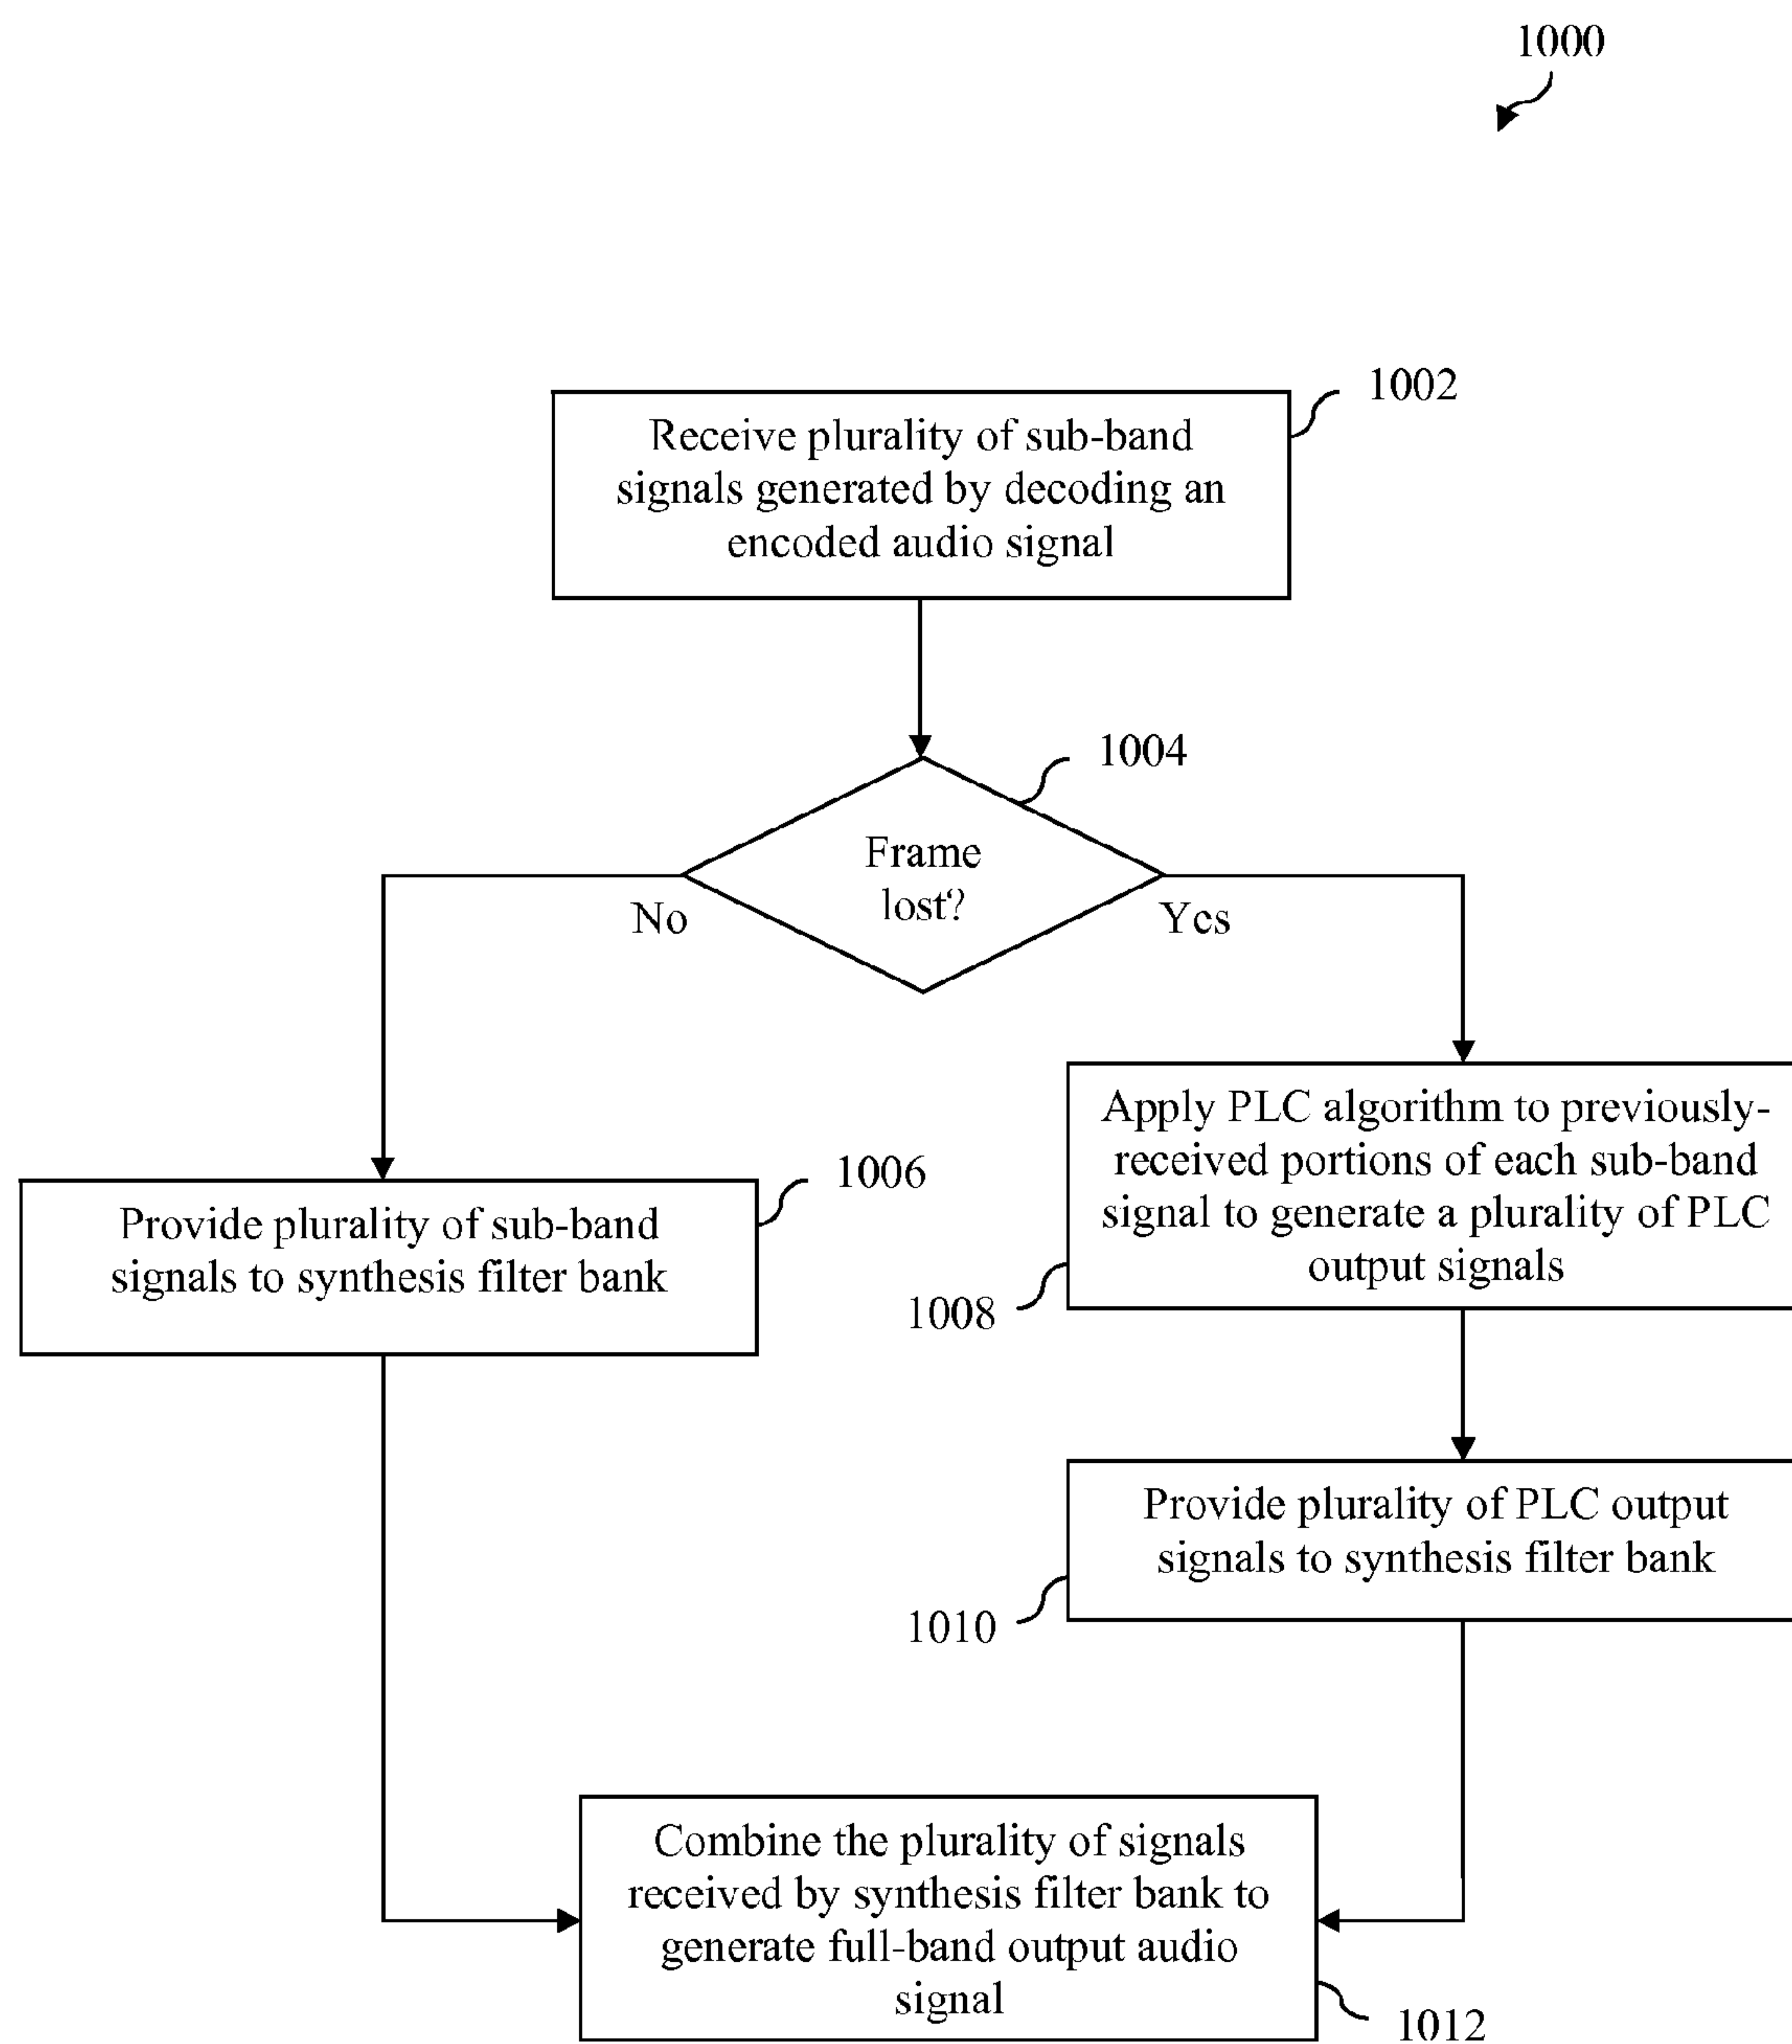 1000
1002
Receive plurality of sub-band
signals generated by decoding an
encoded audio signal
1004
Frame
lost?
No
Yes
Apply PLC algorithm to previously-
received portions of each sub-band
signal to generate a plurality of PLC
output signals
1006
Provide plurality of sub-band
signals to synthesis filter bank
1008
Provide plurality of PLC output
signals to synthesis filter bank
1010
Combine the plurality of signals
received by synthesis filter bank to
generate full-band output audio
signal
1012